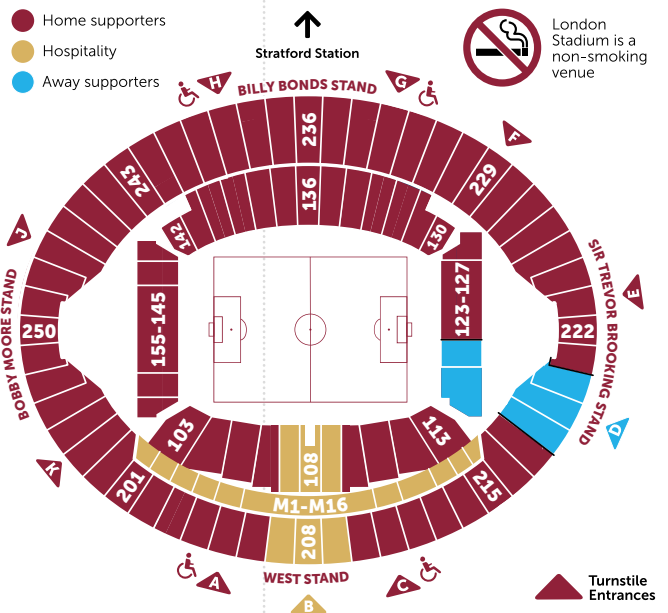 Home supporters
Hospitality
Away supporters
Stratford Station
London
Stadium is a
non-smoking
venue
H
BILLY BONDS STAND
G
236
F
243
229
136
142
130
J
E
SIR TREVOR BROOKING STAND
BOBBY MOORE STAND
155-145
123-127
250
222
D
103
113
108
K
201
215
M1-M16
208
A
WEST STAND
C
B
Turnstile
Entrances